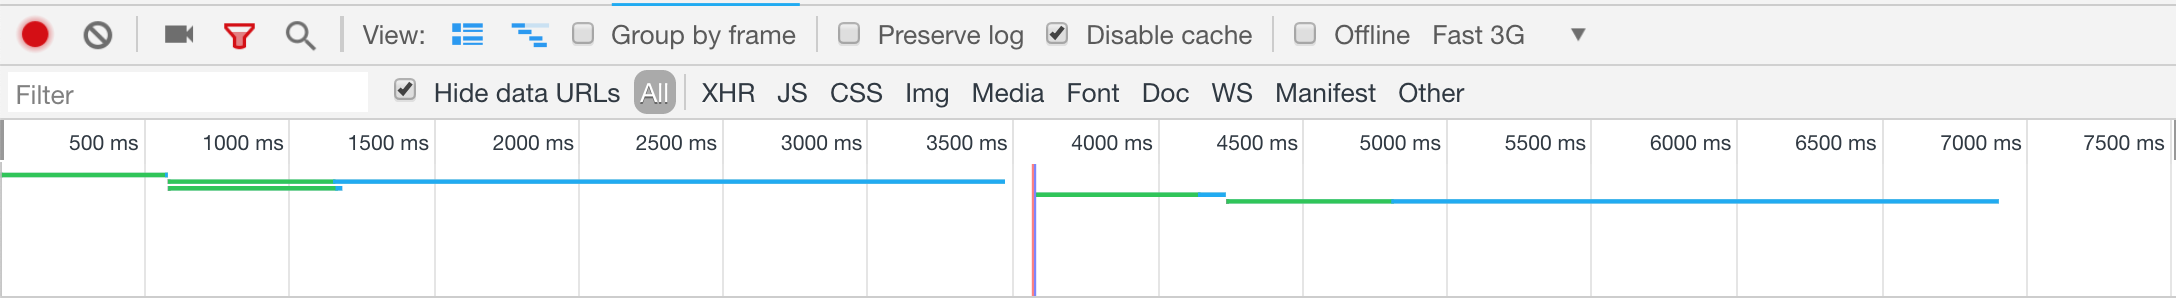 View: Group by frame Preserve log Disable cache Offline Fast 3G ▼
Filter Hide data URLs All XHR JS CSS Img Media Font Doc WS Manifest Other
500 ms 1000 ms 1500 ms 2000 ms 2500 ms 3000 ms 3500 ms 4000 ms 4500 ms 5000 ms 5500 ms 6000 ms 6500 ms 7000 ms 7500 ms